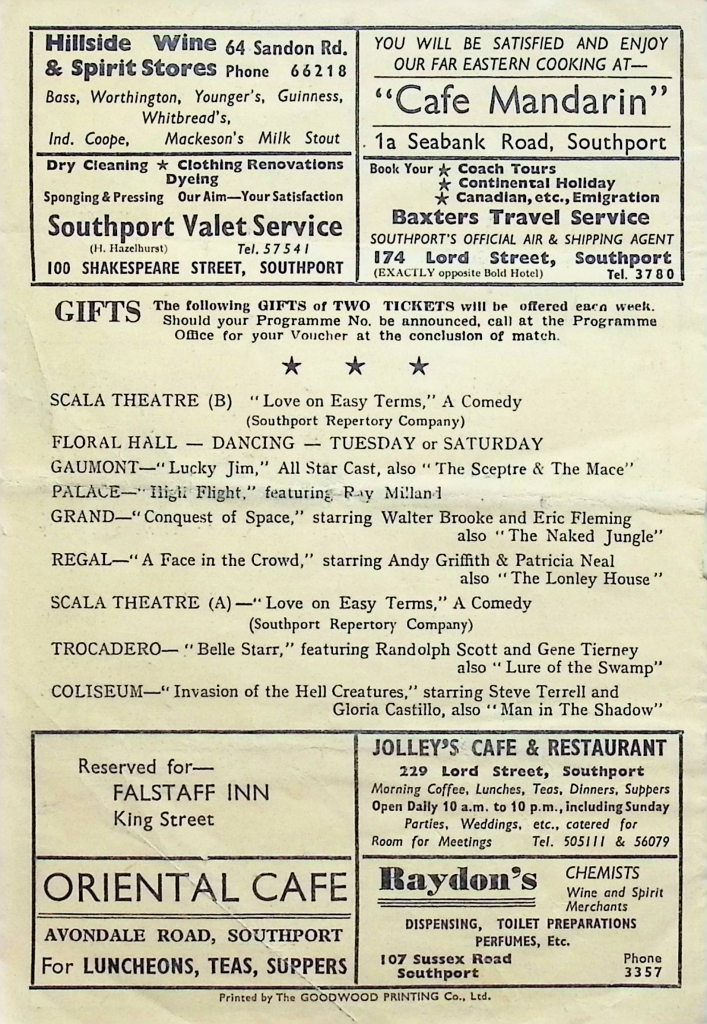 Hillside Wine 64 Sandon Rd.
& Spirit Stores Phone 66218
Bass, Worthington, Younger's, Guinness,
Whitbread's,
Ind. Coope, Mackeson's Milk Stout
YOU WILL BE SATISFIED AND ENJOY
OUR FAR EASTERN COOKING AT—
"Cafe Mandarin"
1a Seabank Road, Southport
Dry Cleaning ★ Clothing Renovations
Dyeing
Sponging & Pressing Our Aim—Your Satisfaction
Southport Valet Service
(H. Hazelhurst) Tel. 57541
100 SHAKESPEARE STREET, SOUTHPORT
Book Your ★ Coach Tours
★ Continental Holiday
★ Canadian, etc., Emigration
Baxters Travel Service
SOUTHPORT'S OFFICIAL AIR & SHIPPING AGENT
174 Lord Street, Southport
(EXACTLY opposite Bold Hotel) Tel. 3780
GIFTS The following GIFTS of TWO TICKETS will be offered each week.
Should your Programme No. be announced, call at the Programme
Office for your Voucher at the conclusion of match.
★ ★ ★
SCALA THEATRE (B) "Love on Easy Terms," A Comedy
(Southport Repertory Company)
FLORAL HALL — DANCING — TUESDAY or SATURDAY
GAUMONT—"Lucky Jim," All Star Cast, also "The Sceptre & The Mace"
PALACE—"High Flight," featuring Ray Milland
GRAND—"Conquest of Space," starring Walter Brooke and Eric Fleming
also "The Naked Jungle"
REGAL—"A Face in the Crowd," starring Andy Griffith & Patricia Neal
also "The Lonley House"
SCALA THEATRE (A)—"Love on Easy Terms," A Comedy
(Southport Repertory Company)
TROCADERO—"Belle Starr," featuring Randolph Scott and Gene Tierney
also "Lure of the Swamp"
COLISEUM—"Invasion of the Hell Creatures," starring Steve Terrell and
Gloria Castillo, also "Man in The Shadow"
Reserved for—
FALSTAFF INN
King Street
JOLLEY'S CAFE & RESTAURANT
229 Lord Street, Southport
Morning Coffee, Lunches, Teas, Dinners, Suppers
Open Daily 10 a.m. to 10 p.m., including Sunday
Parties, Weddings, etc., catered for
Room for Meetings Tel. 505111 & 56079
ORIENTAL CAFE
AVONDALE ROAD, SOUTHPORT
For LUNCHEONS, TEAS, SUPPERS
Raydon's CHEMISTS
Wine and Spirit
Merchants
DISPENSING, TOILET PREPARATIONS
PERFUMES, Etc.
107 Sussex Road Phone
Southport 3357
Printed by The GOODWOOD PRINTING Co., Ltd.